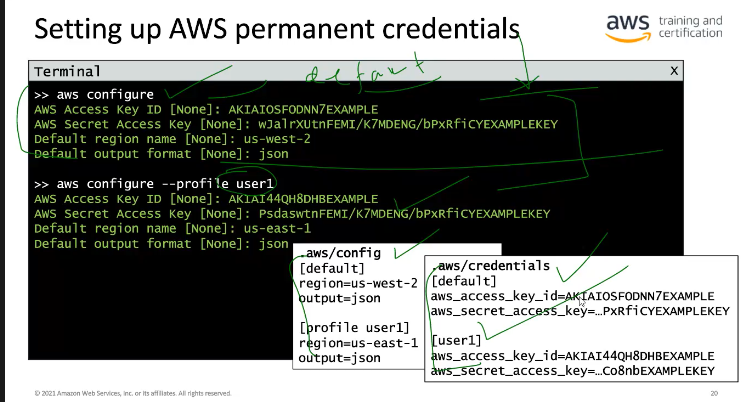 Setting up AWS permanent credentials
aws training and
certification
Terminal
X
default
>> aws configure
AWS Access Key ID [None]: AKIAIOSFODNN7EXAMPLE
AWS Secret Access Key [None]: wJalrXUtnFEMI/K7MDENG/bPxRfiCYEXAMPLEKEY
Default region name [None]: us-west-2
Default output format [None]: json
>> aws configure --profile user1
AWS Access Key ID [None]: AKIAI44QH8DHBEXAMPLE
AWS Secret Access Key [None]: PsdaswtnFEMI/K7MDENG/bPxRfiCYEXAMPLEKEY
Default region name [None]: us-east-1
Default output format [None]: json
.aws/config
[default]
region=us-west-2
output=json
[profile user1]
region=us-east-1
output=json
.aws/credentials
[default]
aws_access_key_id=AKIAIOSFODNN7EXAMPLE
aws_secret_access_key=…PxRfiCYEXAMPLEKEY
[user1]
aws_access_key_id=AKIAI44QH8DHBEXAMPLE
aws_secret_access_key=…Co8nbEXAMPLEKEY
© 2021 Amazon Web Services, Inc. or its affiliates. All rights reserved.
20